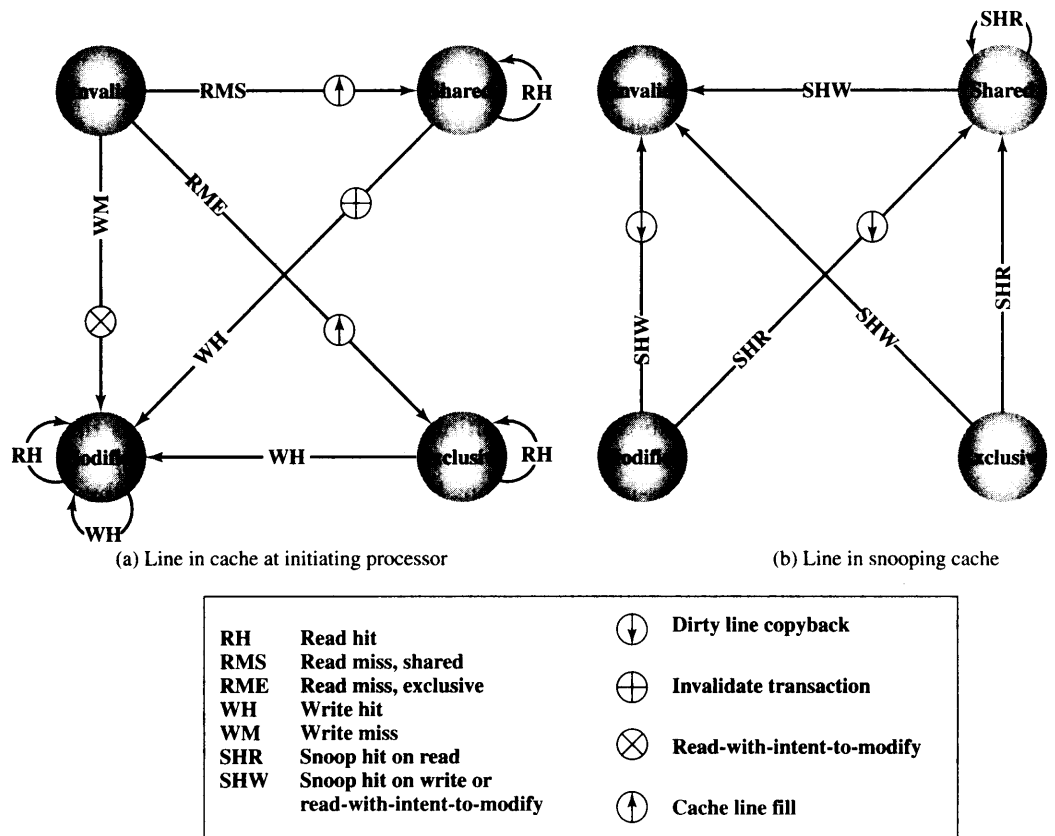 Invalid
RMS
Shared
RH
RME
WM
WH
RH
Modified
WH
WH
Exclusive
RH
(a) Line in cache at initiating processor
SHR
Invalid
SHW
Shared
SHW
SHR
SHW
SHR
Modified
Exclusive
(b) Line in snooping cache
RH Read hit
RMS Read miss, shared
RME Read miss, exclusive
WH Write hit
WM Write miss
SHR Snoop hit on read
SHW Snoop hit on write or
read-with-intent-to-modify
Dirty line copyback
Invalidate transaction
Read-with-intent-to-modify
Cache line fill